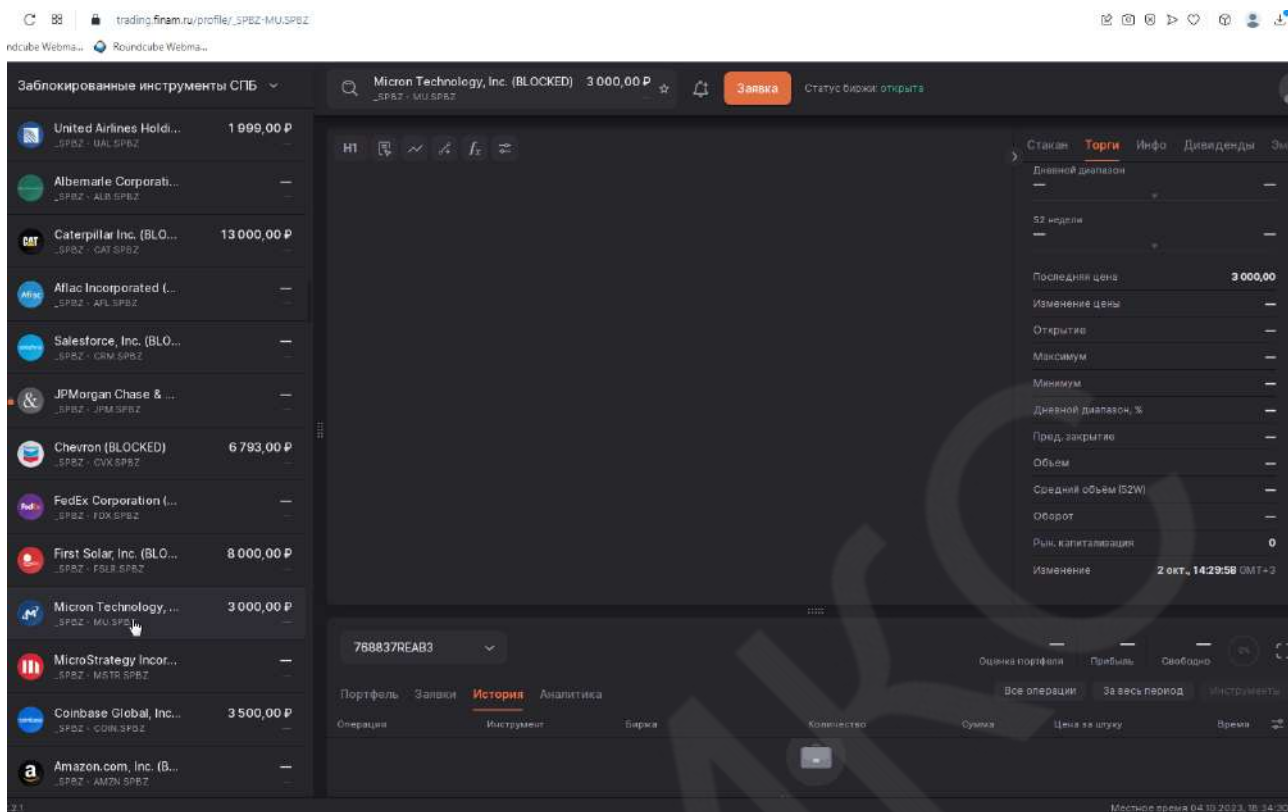 trading.finam.ru/profile/_SPBZ-MU.SPBZ
ndcube Webma... Roundcube Webma...
Заблокированные инструменты СПБ
Micron Technology, Inc. (BLOCKED) 3 000,00 ₽
_SPBZ - MU.SPBZ
Заявка
Статус биржи: открыта
United Airlines Holdi... 1 999,00 ₽
_SPBZ - UAL.SPBZ
Albemarle Corporati... —
_SPBZ - ALB.SPBZ
Caterpillar Inc. (BLO... 13 000,00 ₽
_SPBZ - CAT.SPBZ
Aflac Incorporated (... —
_SPBZ - AFL.SPBZ
Salesforce, Inc. (BLO... —
_SPBZ - CRM.SPBZ
JPMorgan Chase & ... —
_SPBZ - JPM.SPBZ
Chevron (BLOCKED) 6 793,00 ₽
_SPBZ - CVX.SPBZ
FedEx Corporation (... —
_SPBZ - FDX.SPBZ
First Solar, Inc. (BLO... 8 000,00 ₽
_SPBZ - FSLR.SPBZ
Micron Technology, ... 3 000,00 ₽
_SPBZ - MU.SPB
MicroStrategy Incor... —
_SPBZ - MSTR.SPBZ
Coinbase Global, Inc... 3 500,00 ₽
_SPBZ - COIN.SPBZ
Amazon.com, Inc. (B... —
_SPBZ - AMZN.SPBZ
H1
Стакан Торги Инфо Дивиденды
Дневной диапазон
— —
52 недели
— —
Последняя цена 3 000,00
Изменение цены —
Открытие —
Максимум —
Минимум —
Дневной диапазон, % —
Пред. закрытие —
Объем —
Средний объём (52W) —
Оборот —
Рын. капитализация 0
Изменение 2 окт., 14:29:58 GMT+3
768837REAB3
Оценка портфеля Прибыль Свободно 0%
Портфель Заявки История Аналитика
Все операции За весь период Инструменты
Операция Инструмент Биржа Количество Сумма Цена за штуку Время
Местное время 04.10.2023, 18:34: